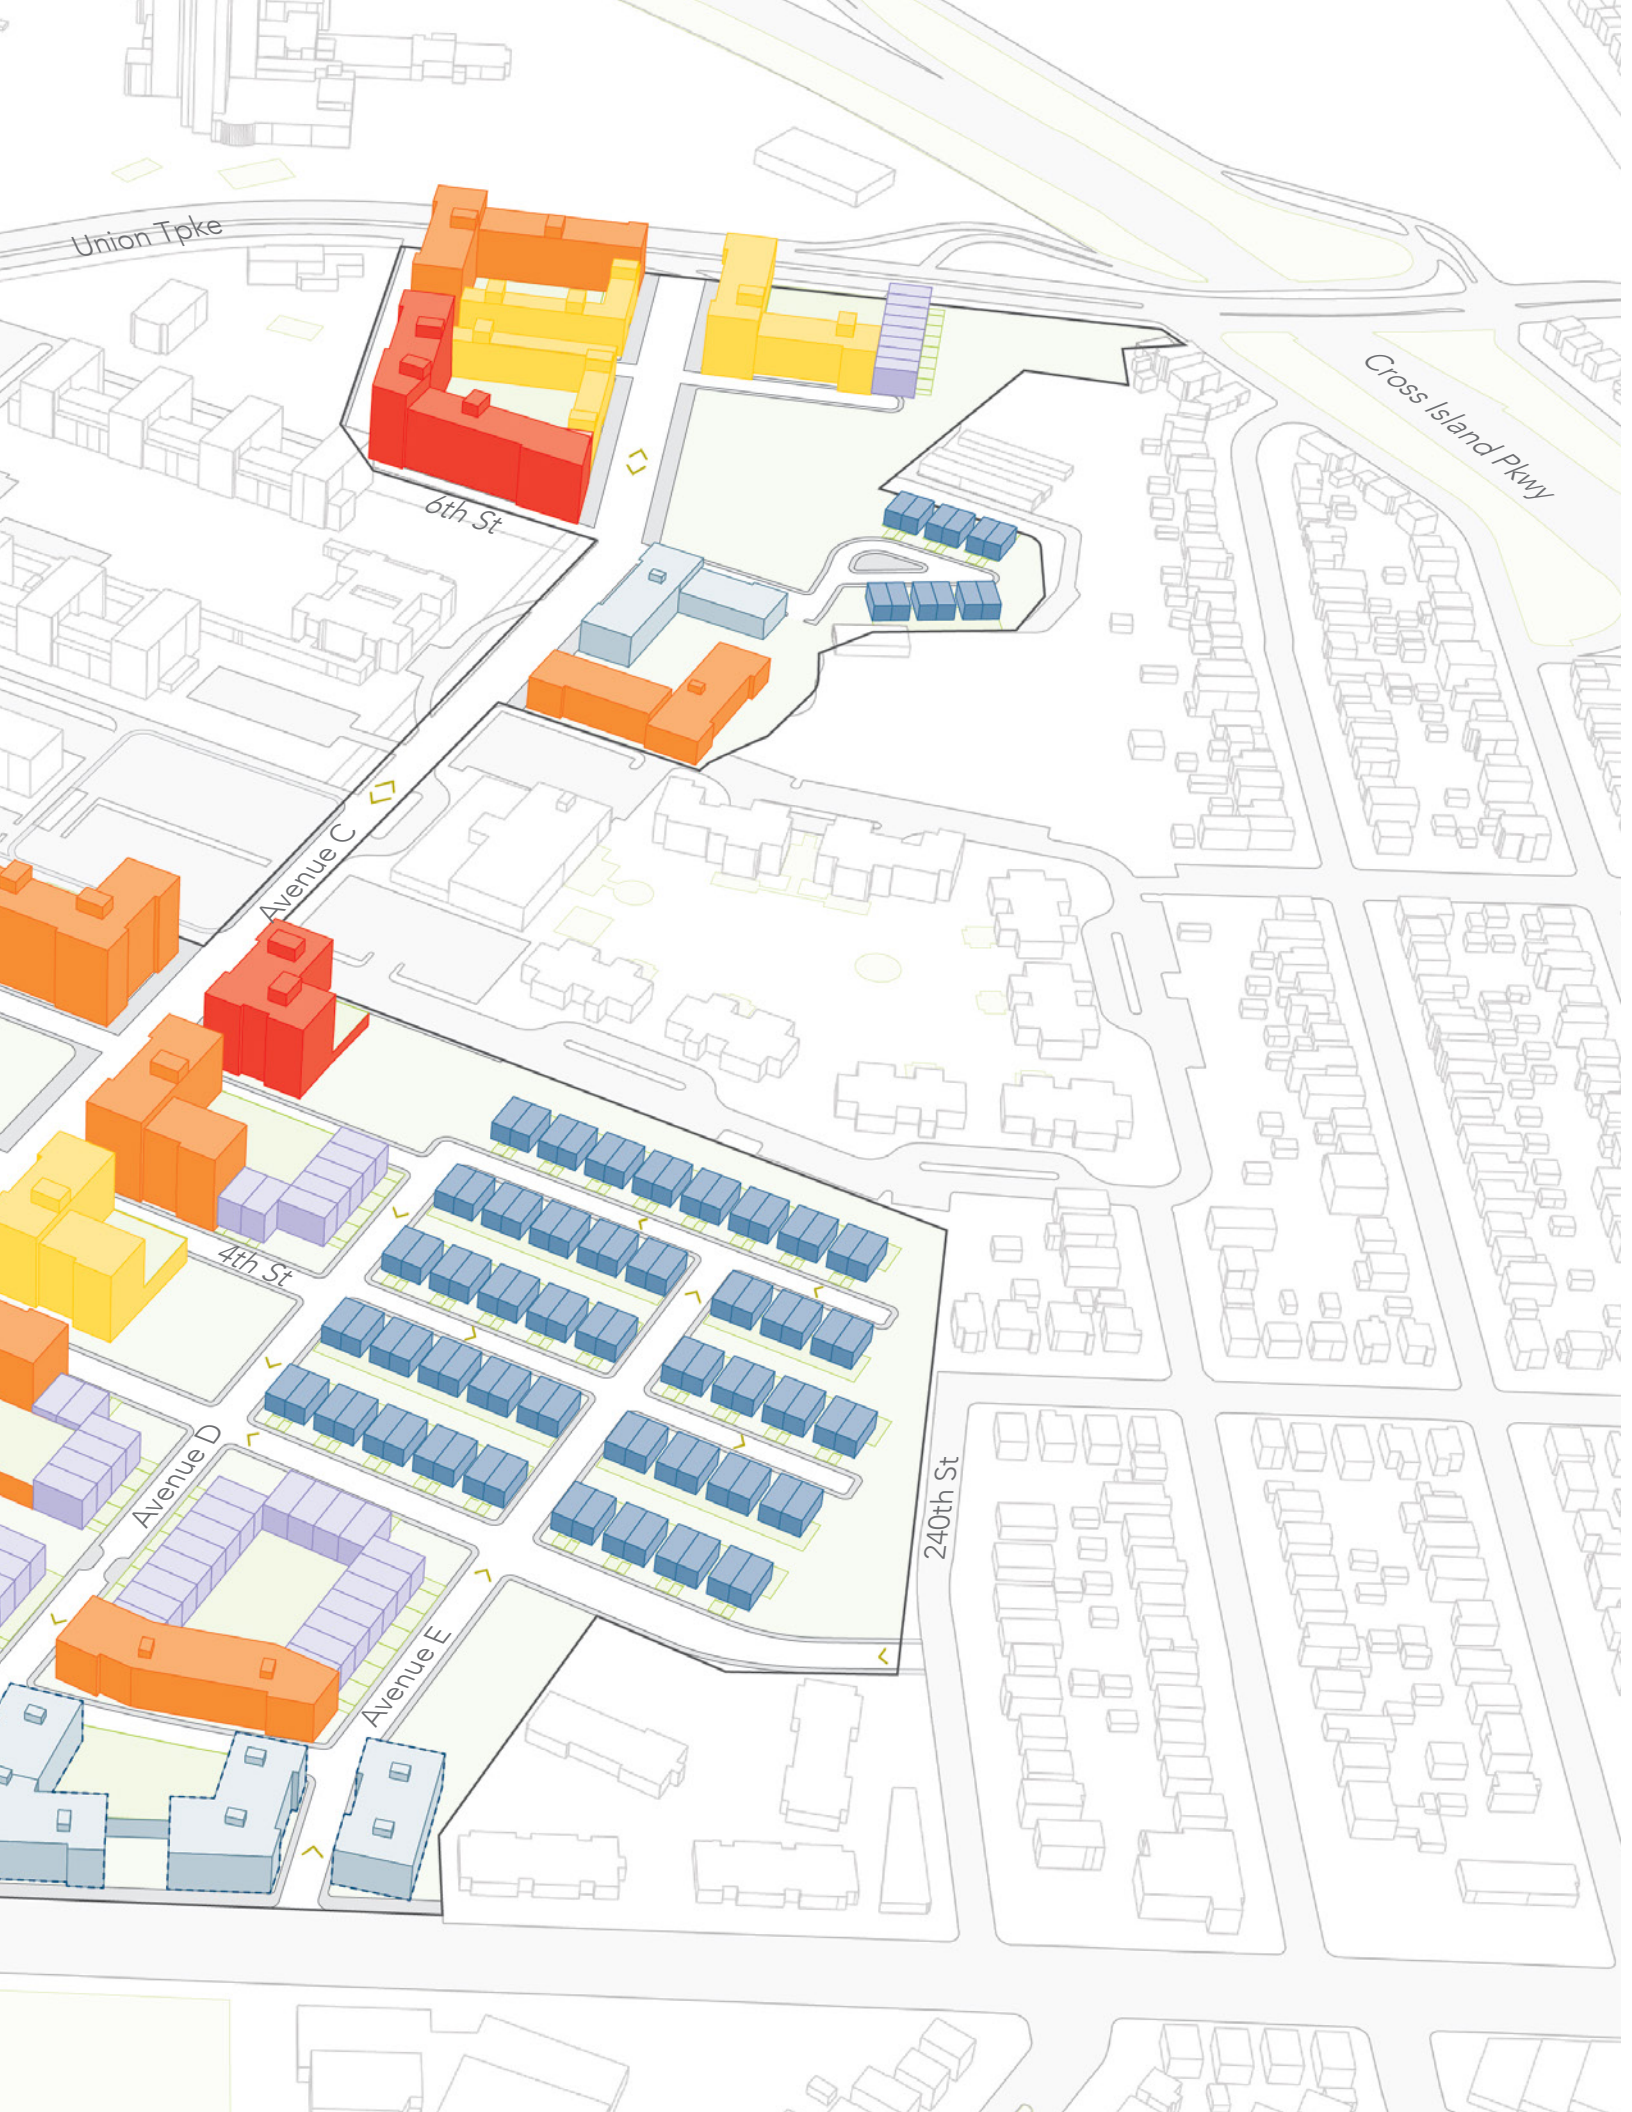 Union Tpke
Cross Island Pkwy
6th St
Avenue C
4th St
Avenue D
240th St
Avenue E